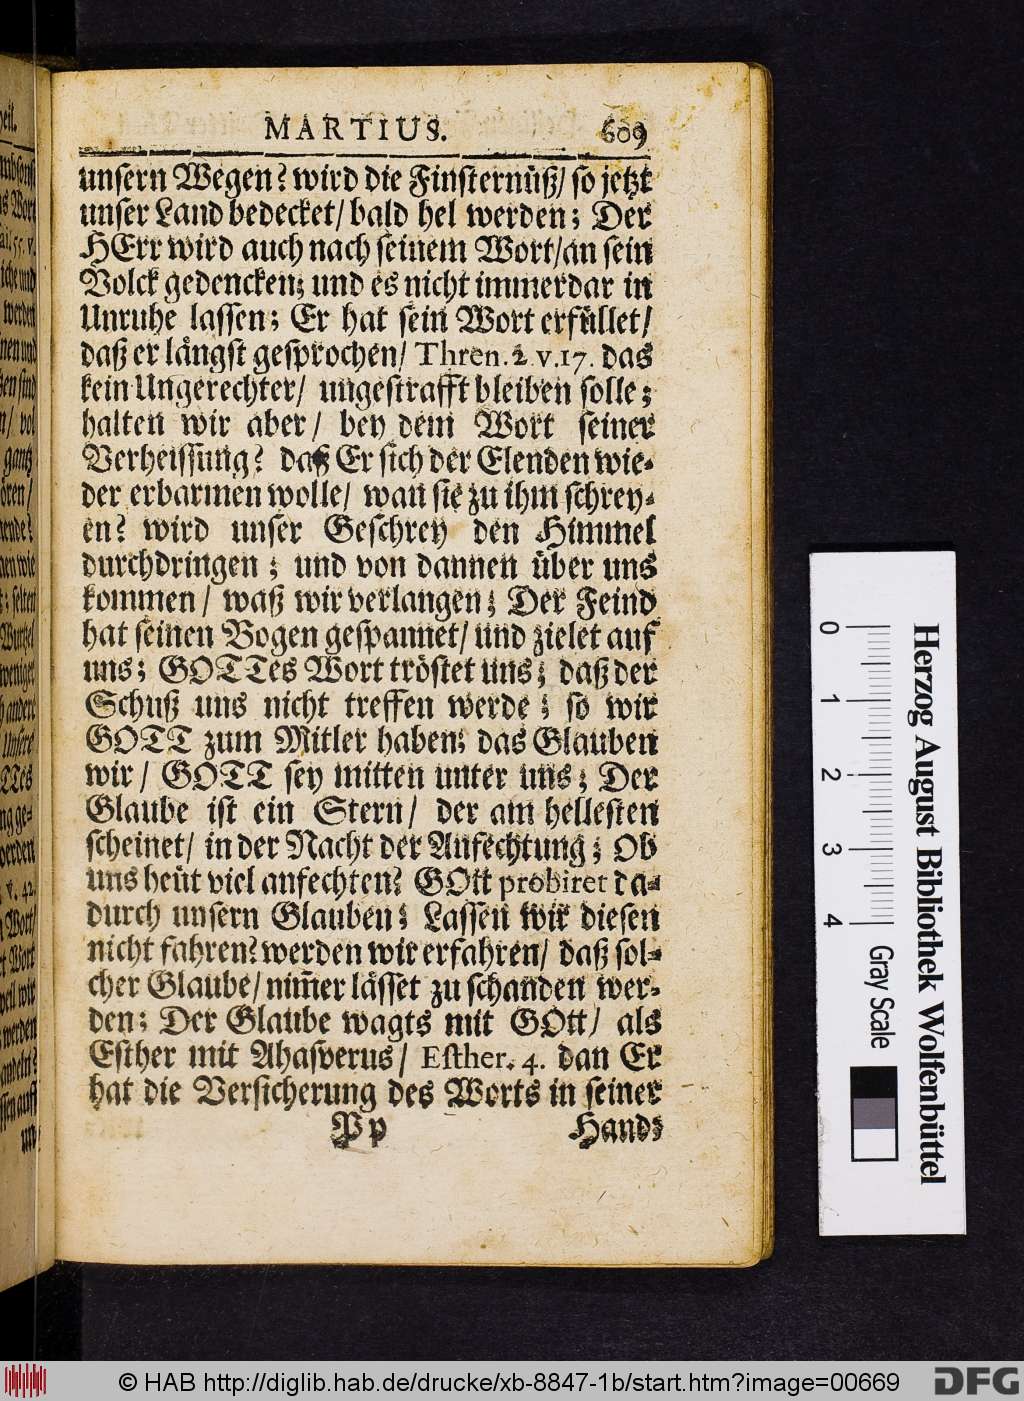 MARTIUS. 609
unsern Wegen? wird die Finsternüß/ so jetzt
unser Land bedecket/ bald hel werden; Der
HErr wird auch nach seinem Wort/an sein
Volck gedencken; und es nicht immerdar in
Unruhe lassen; Er hat sein Wort erfüllet/
daß er längst gesprochen/ Thren. 2 v.17. das
kein Ungerechter/ ungestrafft bleiben solle;
halten wir aber/ bey dem Wort seiner
Verheissung? daß Er sich der Elenden wie-
der erbarmen wolle/ wan sie zu ihm schrey-
en? wird unser Geschrey den Himmel
durchdringen; und von dannen über uns
kommen/ waß wir verlangen; Der Feind
hat seinen Bogen gespannet/ und zielet auf
uns; GOTTes Wort tröstet uns; daß der
Schuß uns nicht treffen werde; so wir
GOTT zum Mitler haben; das Glauben
wir/ GOTT sey mitten unter uns; Der
Glaube ist ein Stern/ der am hellesten
scheinet/ in der Nacht der Anfechtung; Ob
uns heüt viel anfechten? GOtt probiret da-
durch unsern Glauben; Lassen wir diesen
nicht fahren? werden wir erfahren/ daß sol-
cher Glaube/ nim̃er lässet zu schanden wer-
den; Der Glaube wagts mit GOtt/ als
Esther mit Ahasverus/ Esther. 4. dan Er
hat die Versicherung des Worts in seiner
Pp Hand;
0 1 2 3 4
Gray Scale
Herzog August Bibliothek Wolfenbüttel
© HAB http://diglib.hab.de/drucke/xb-8847-1b/start.htm?image=00669
DFG